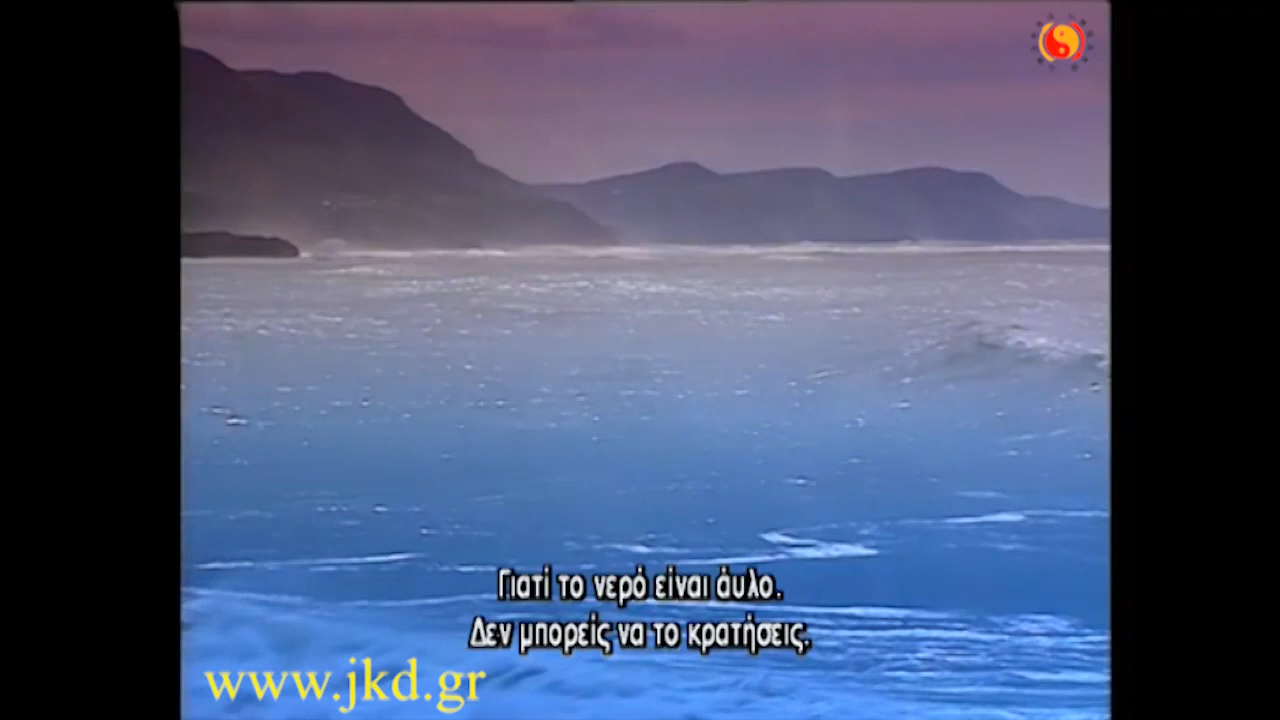 Γιατί το νερό είναι άυλο.
Δεν μπορείς να το κρατήσεις.
www.jkd.gr